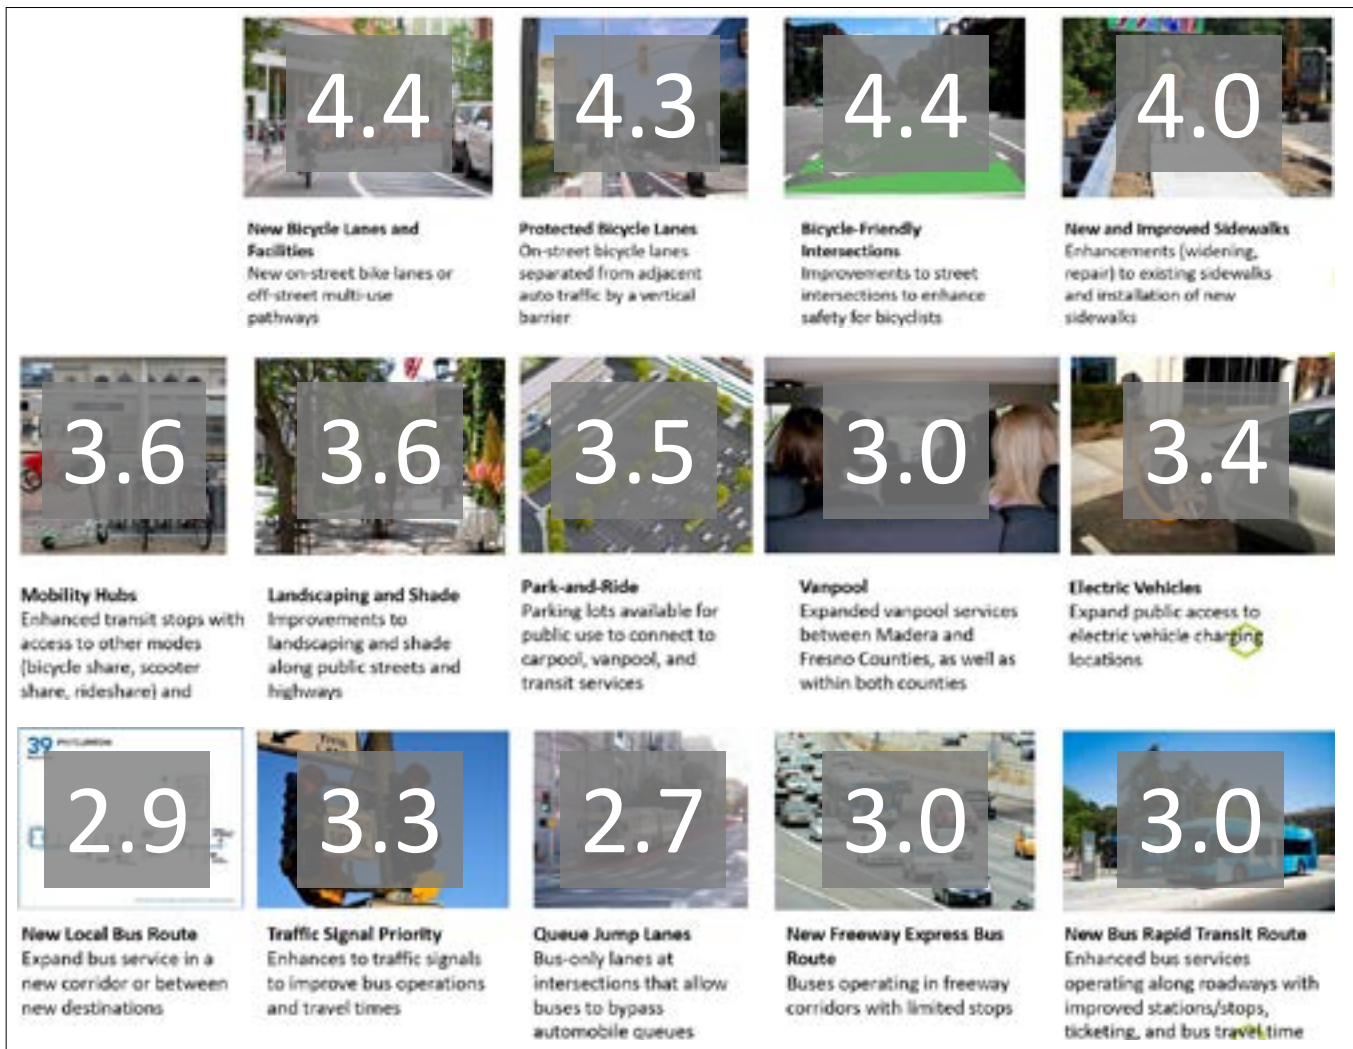 4.4
4.3
4.4
4.0
New Bicycle Lanes and
Facilities
New on-street bike lanes or
off-street multi-use
pathways
Protected Bicycle Lanes
On-street bicycle lanes
separated from adjacent
auto traffic by a vertical
barrier
Bicycle-Friendly
Intersections
Improvements to street
intersections to enhance
safety for bicyclists
New and Improved Sidewalks
Enhancements (widening,
repair) to existing sidewalks
and installation of new
sidewalks
3.6
3.6
3.5
3.0
3.4
Mobility Hubs
Enhanced transit stops with
access to other modes
(bicycle share, scooter
share, rideshare) and
Landscaping and Shade
Improvements to
landscaping and shade
along public streets and
highways
Park-and-Ride
Parking lots available for
public use to connect to
carpool, vanpool, and
transit services
Vanpool
Expanded vanpool services
between Madera and
Fresno Counties, as well as
within both counties
Electric Vehicles
Expand public access to
electric vehicle charging
locations
39
2.9
3.3
2.7
3.0
3.0
New Local Bus Route
Expand bus service in a
new corridor or between
new destinations
Traffic Signal Priority
Enhances to traffic signals
to improve bus operations
and travel times
Queue Jump Lanes
Bus-only lanes at
intersections that allow
buses to bypass
automobile queues
New Freeway Express Bus
Route
Buses operating in freeway
corridors with limited stops
New Bus Rapid Transit Route
Enhanced bus services
operating along roadways with
improved stations/stops,
ticketing, and bus travel time